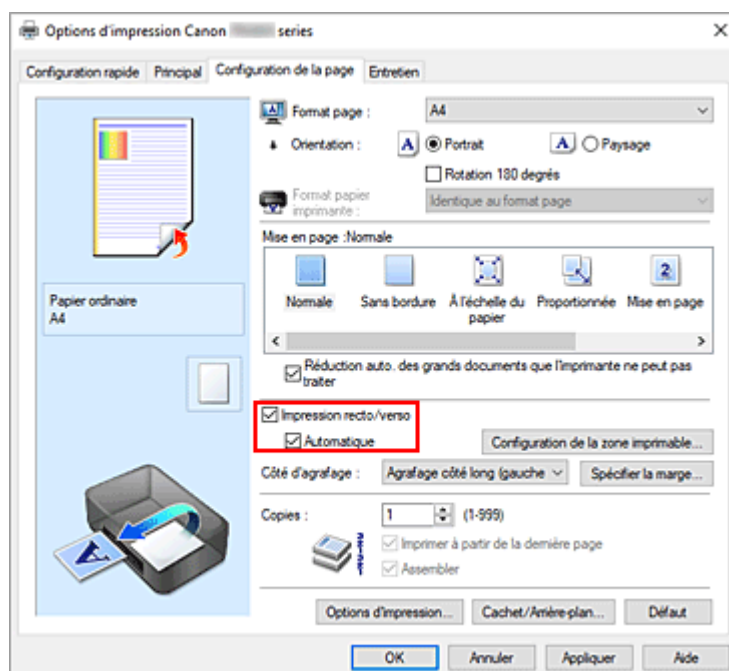 Options d'impression Canon series
Configuration rapide Principal Configuration de la page Entretien
Format page : A4
Orientation : A Portrait A Paysage
Rotation 180 degrés
Format papier
imprimante :
Identique au format page
Mise en page :Normale
2
Normale Sans bordure À l'échelle du
papier
Proportionnée Mise en page
Papier ordinaire
A4
Réduction auto. des grands documents que l'imprimante ne peut pas
traiter
Impression recto/verso
Automatique
Configuration de la zone imprimable...
Côté d'agrafage : Agrafage côté long (gauche Spécifier la marge...
Copies : 1 (1-999)
Imprimer à partir de la dernière page
Assembler
A
Options d'impression... Cachet/Arrière-plan... Défaut
OK Annuler Appliquer Aide